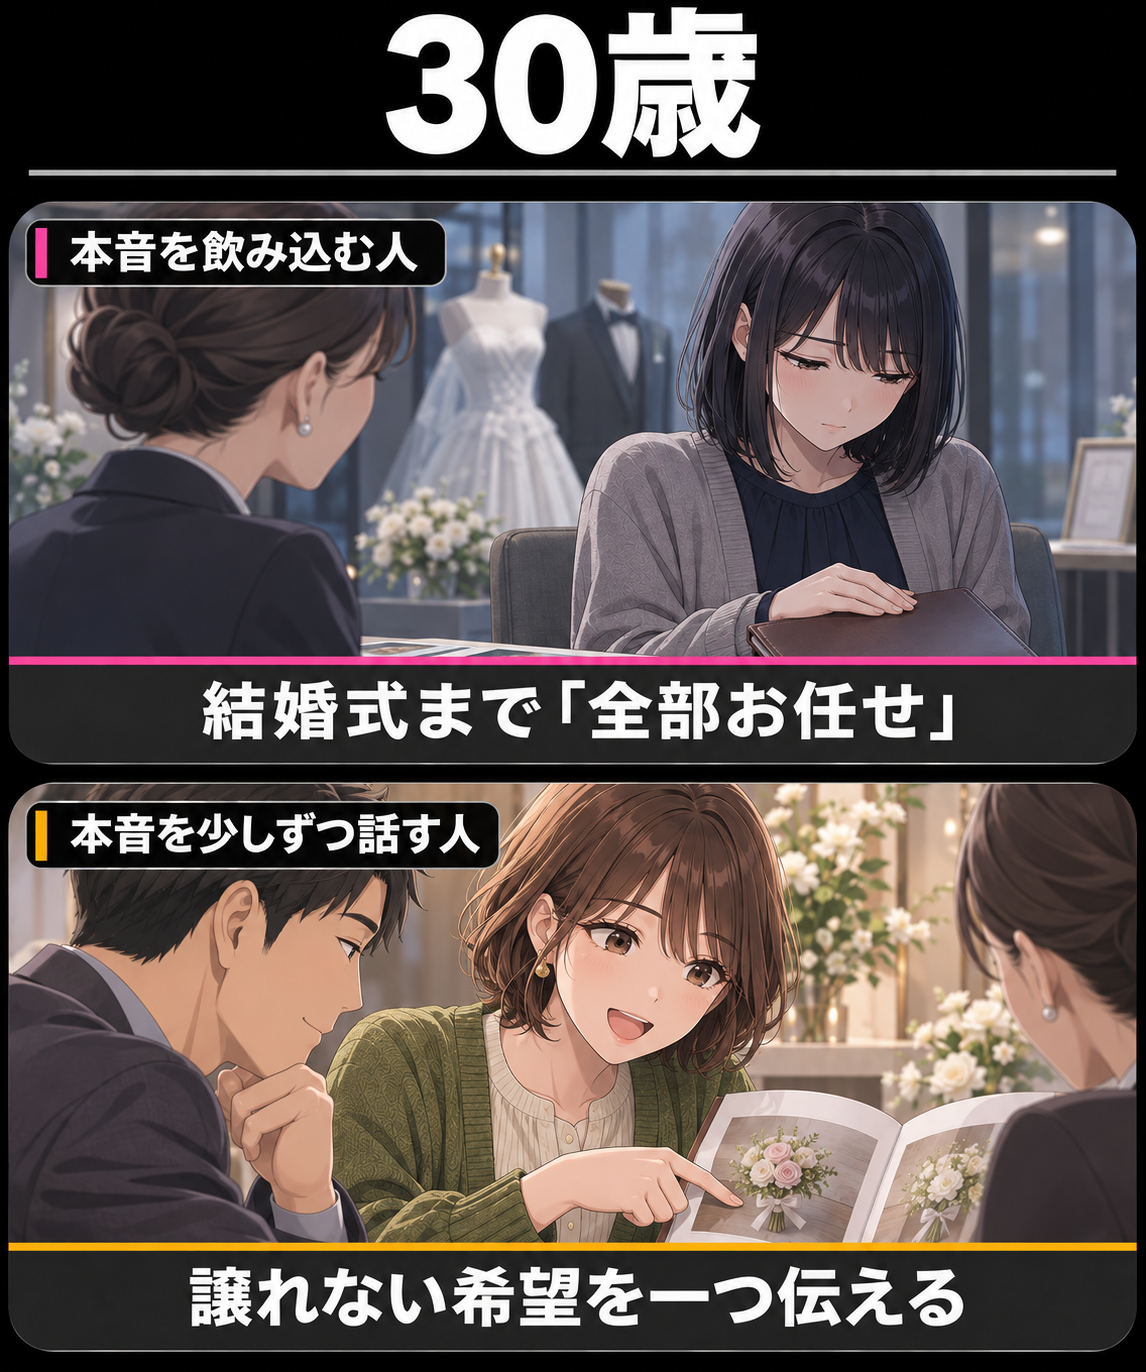 30歳
本音を飲み込む人
結婚式まで「全部お任せ」
本音を少しずつ話す人
譲れない希望を一つ伝える